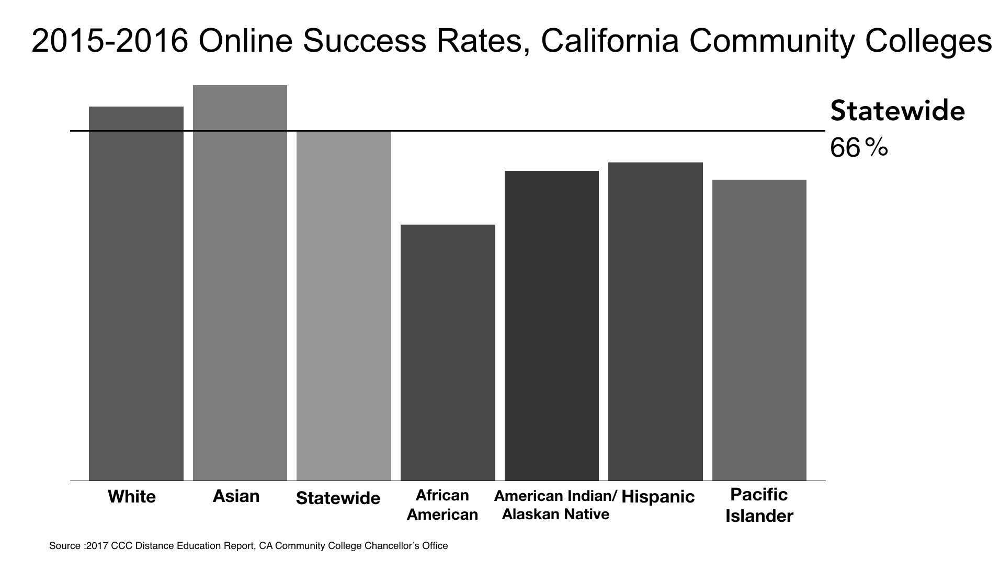 2015-2016 Online Success Rates, California Community Colleges
Statewide
66 %
White
Asian
Statewide
African
American
American Indian/
Alaskan Native
Hispanic
Pacific
Islander
Source :2017 CCC Distance Education Report, CA Community College Chancellor’s Office